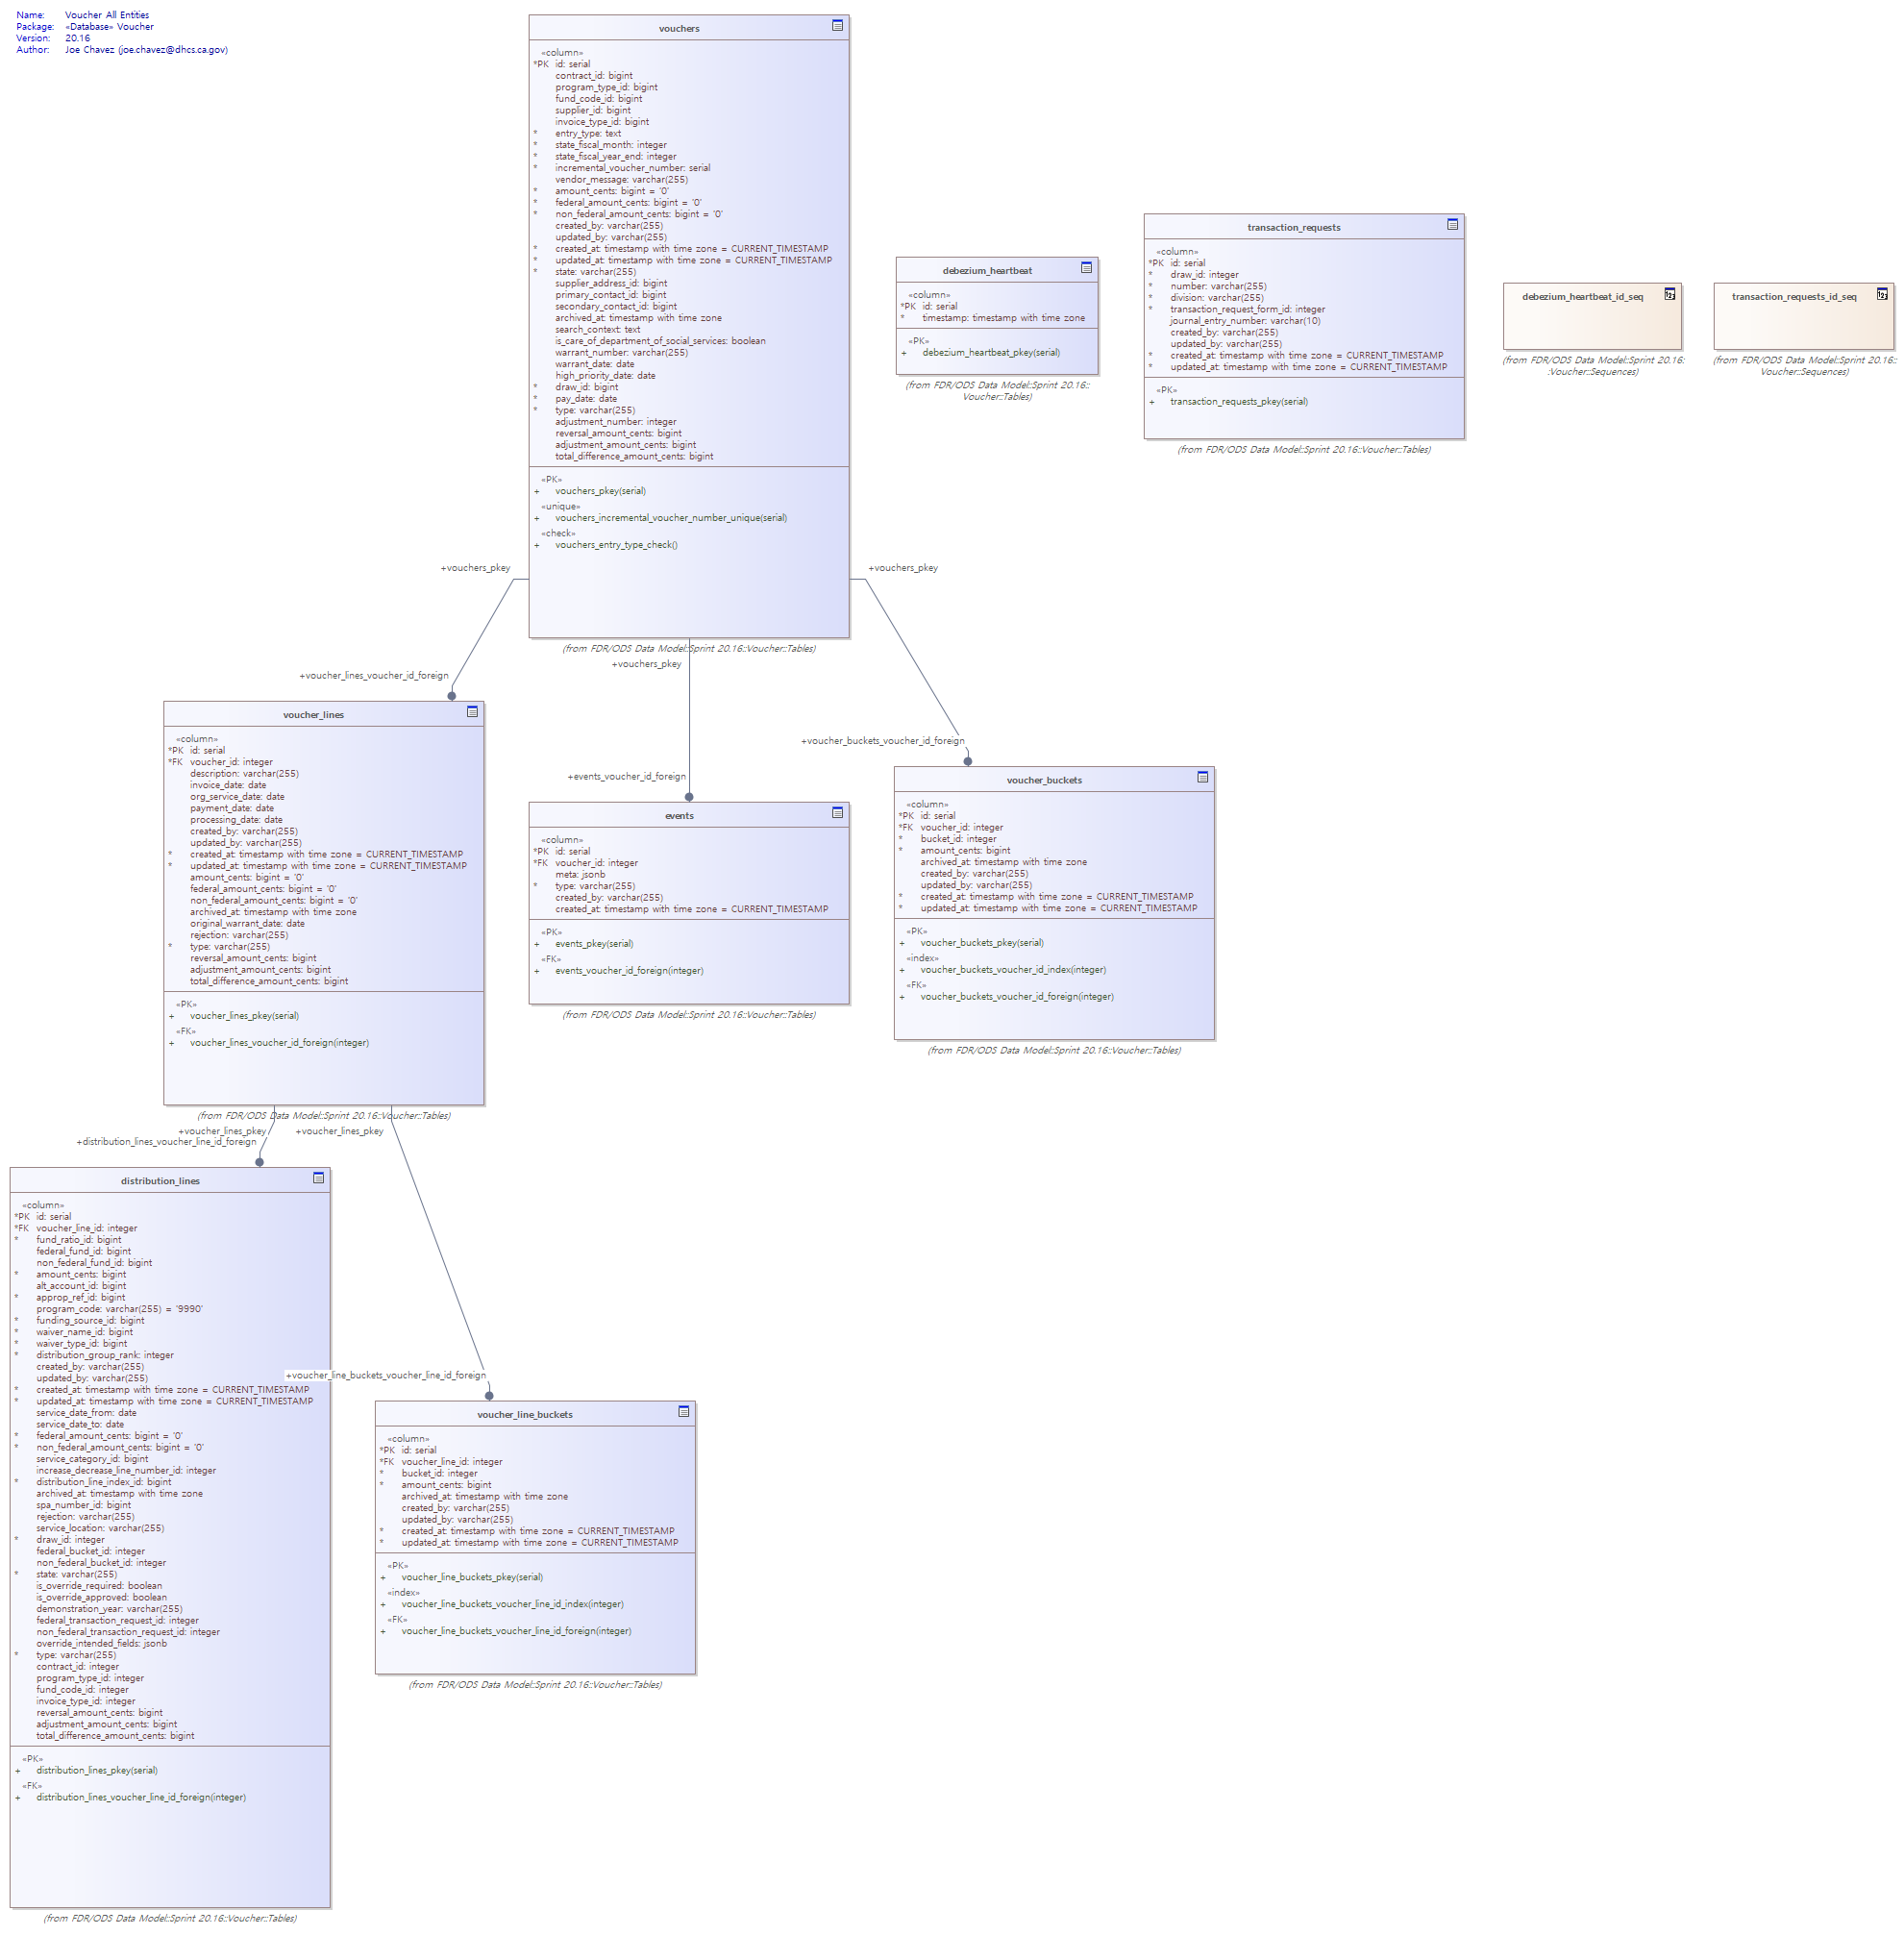 Name: Voucher All Entities
Package: «Database» Voucher
Version: 20.16
Author: Joe Chavez (joe.chavez@dhcs.ca.gov)
vouchers
«column»
*PK id: serial
contract_id: bigint
program_type_id: bigint
fund_code_id: bigint
supplier_id: bigint
invoice_type_id: bigint
* entry_type: text
* state_fiscal_month: integer
* state_fiscal_year_end: integer
* incremental_voucher_number: serial
vendor_message: varchar(255)
* amount_cents: bigint = '0'
* federal_amount_cents: bigint = '0'
* non_federal_amount_cents: bigint = '0'
created_by: varchar(255)
updated_by: varchar(255)
* created_at: timestamp with time zone = CURRENT_TIMESTAMP
* updated_at: timestamp with time zone = CURRENT_TIMESTAMP
* state: varchar(255)
supplier_address_id: bigint
primary_contact_id: bigint
secondary_contact_id: bigint
archived_at: timestamp with time zone
search_context: text
is_care_of_department_of_social_services: boolean
warrant_number: varchar(255)
warrant_date: date
high_priority_date: date
* draw_id: bigint
* pay_date: date
* type: varchar(255)
adjustment_number: integer
reversal_amount_cents: bigint
adjustment_amount_cents: bigint
total_difference_amount_cents: bigint
«PK»
+ vouchers_pkey(serial)
«unique»
+ vouchers_incremental_voucher_number_unique(serial)
«check»
+ vouchers_entry_type_check()
(from FDR/ODS Data Model::Sprint 20.16::Voucher::Tables)
debezium_heartbeat
«column»
*PK id: serial
* timestamp: timestamp with time zone
«PK»
+ debezium_heartbeat_pkey(serial)
(from FDR/ODS Data Model::Sprint 20.16::
Voucher::Tables)
transaction_requests
«column»
*PK id: serial
* draw_id: integer
* number: varchar(255)
* division: varchar(255)
* transaction_request_form_id: integer
journal_entry_number: varchar(10)
created_by: varchar(255)
updated_by: varchar(255)
* created_at: timestamp with time zone = CURRENT_TIMESTAMP
* updated_at: timestamp with time zone = CURRENT_TIMESTAMP
«PK»
+ transaction_requests_pkey(serial)
(from FDR/ODS Data Model::Sprint 20.16::Voucher::Tables)
debezium_heartbeat_id_seq
(from FDR/ODS Data Model::Sprint 20.16:
:Voucher::Sequences)
transaction_requests_id_seq
(from FDR/ODS Data Model::Sprint 20.16::
Voucher::Sequences)
+vouchers_pkey
+voucher_lines_voucher_id_foreign
+vouchers_pkey
+events_voucher_id_foreign
+vouchers_pkey
+voucher_buckets_voucher_id_foreign
voucher_lines
«column»
*PK id: serial
*FK voucher_id: integer
description: varchar(255)
invoice_date: date
org_service_date: date
payment_date: date
processing_date: date
created_by: varchar(255)
updated_by: varchar(255)
* created_at: timestamp with time zone = CURRENT_TIMESTAMP
* updated_at: timestamp with time zone = CURRENT_TIMESTAMP
amount_cents: bigint = '0'
federal_amount_cents: bigint = '0'
non_federal_amount_cents: bigint = '0'
archived_at: timestamp with time zone
original_warrant_date: date
rejection: varchar(255)
* type: varchar(255)
reversal_amount_cents: bigint
adjustment_amount_cents: bigint
total_difference_amount_cents: bigint
«PK»
+ voucher_lines_pkey(serial)
«FK»
+ voucher_lines_voucher_id_foreign(integer)
(from FDR/ODS Data Model::Sprint 20.16::Voucher::Tables)
events
«column»
*PK id: serial
*FK voucher_id: integer
meta: jsonb
* type: varchar(255)
created_by: varchar(255)
created_at: timestamp with time zone = CURRENT_TIMESTAMP
«PK»
+ events_pkey(serial)
«FK»
+ events_voucher_id_foreign(integer)
(from FDR/ODS Data Model::Sprint 20.16::Voucher::Tables)
voucher_buckets
«column»
*PK id: serial
*FK voucher_id: integer
* bucket_id: integer
* amount_cents: bigint
archived_at: timestamp with time zone
created_by: varchar(255)
updated_by: varchar(255)
* created_at: timestamp with time zone = CURRENT_TIMESTAMP
* updated_at: timestamp with time zone = CURRENT_TIMESTAMP
«PK»
+ voucher_buckets_pkey(serial)
«index»
+ voucher_buckets_voucher_id_index(integer)
«FK»
+ voucher_buckets_voucher_id_foreign(integer)
(from FDR/ODS Data Model::Sprint 20.16::Voucher::Tables)
+voucher_lines_pkey
+distribution_lines_voucher_line_id_foreign
+voucher_lines_pkey
+voucher_line_buckets_voucher_line_id_foreign
distribution_lines
«column»
*PK id: serial
*FK voucher_line_id: integer
* fund_ratio_id: bigint
federal_fund_id: bigint
non_federal_fund_id: bigint
* amount_cents: bigint
alt_account_id: bigint
* approp_ref_id: bigint
program_code: varchar(255) = '9990'
* funding_source_id: bigint
* waiver_name_id: bigint
* waiver_type_id: bigint
* distribution_group_rank: integer
created_by: varchar(255)
updated_by: varchar(255)
* created_at: timestamp with time zone = CURRENT_TIMESTAMP
* updated_at: timestamp with time zone = CURRENT_TIMESTAMP
service_date_from: date
service_date_to: date
* federal_amount_cents: bigint = '0'
* non_federal_amount_cents: bigint = '0'
service_category_id: bigint
increase_decrease_line_number_id: integer
* distribution_line_index_id: bigint
archived_at: timestamp with time zone
spa_number_id: bigint
rejection: varchar(255)
service_location: varchar(255)
* draw_id: integer
federal_bucket_id: integer
non_federal_bucket_id: integer
* state: varchar(255)
is_override_required: boolean
is_override_approved: boolean
demonstration_year: varchar(255)
federal_transaction_request_id: integer
non_federal_transaction_request_id: integer
override_intended_fields: jsonb
* type: varchar(255)
contract_id: integer
program_type_id: integer
fund_code_id: integer
invoice_type_id: integer
reversal_amount_cents: bigint
adjustment_amount_cents: bigint
total_difference_amount_cents: bigint
«PK»
+ distribution_lines_pkey(serial)
«FK»
+ distribution_lines_voucher_line_id_foreign(integer)
(from FDR/ODS Data Model::Sprint 20.16::Voucher::Tables)
voucher_line_buckets
«column»
*PK id: serial
*FK voucher_line_id: integer
* bucket_id: integer
* amount_cents: bigint
archived_at: timestamp with time zone
created_by: varchar(255)
updated_by: varchar(255)
* created_at: timestamp with time zone = CURRENT_TIMESTAMP
* updated_at: timestamp with time zone = CURRENT_TIMESTAMP
«PK»
+ voucher_line_buckets_pkey(serial)
«index»
+ voucher_line_buckets_voucher_line_id_index(integer)
«FK»
+ voucher_line_buckets_voucher_line_id_foreign(integer)
(from FDR/ODS Data Model::Sprint 20.16::Voucher::Tables)